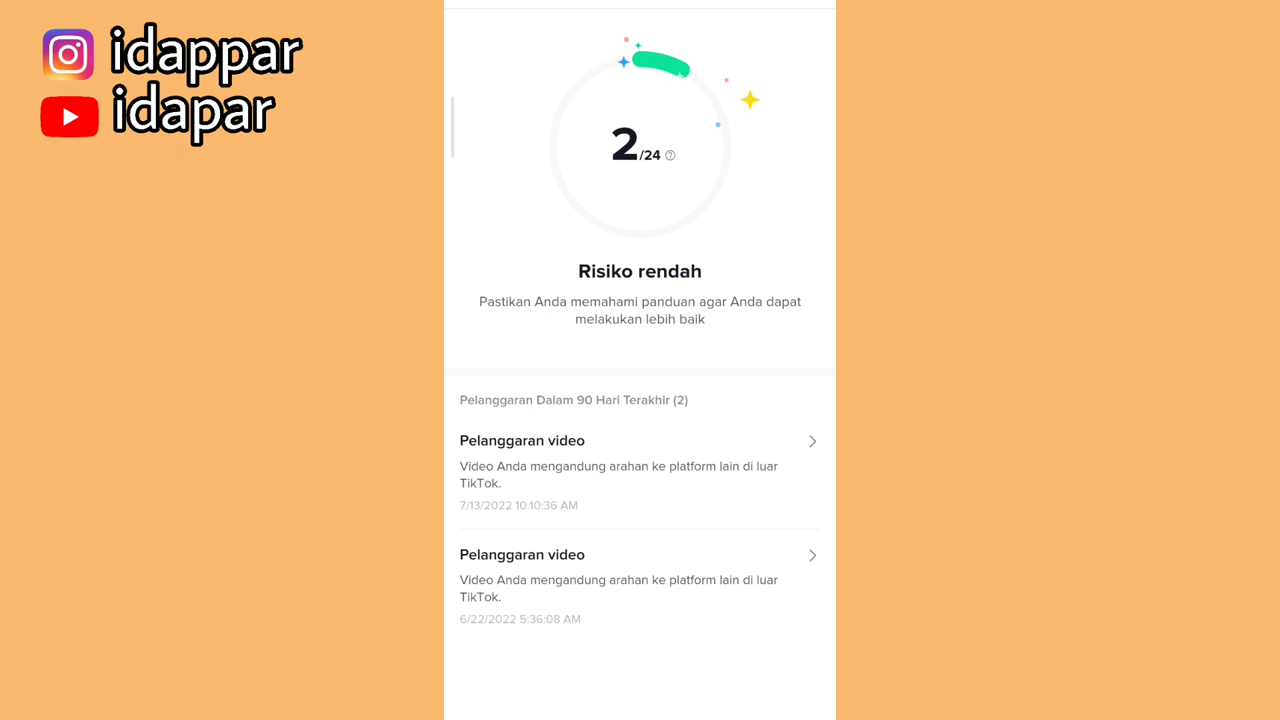 idappar
idapar
2/24
Risiko rendah
Pastikan Anda memahami panduan agar Anda dapat
melakukan lebih baik
Pelanggaran Dalam 90 Hari Terakhir (2)
Pelanggaran video
Video Anda mengandung arahan ke platform lain di luar
TikTok.
7/13/2022 10:10:36 AM
Pelanggaran video
Video Anda mengandung arahan ke platform lain di luar
TikTok.
6/22/2022 5:36:08 AM